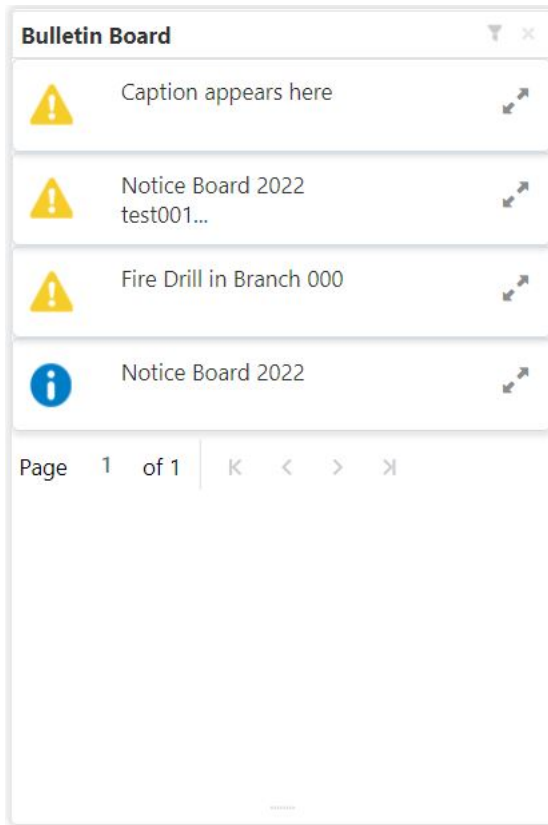 Bulletin Board
Caption appears here
Notice Board 2022
test001...
Fire Drill in Branch 000
Notice Board 2022
Page 1 of 1